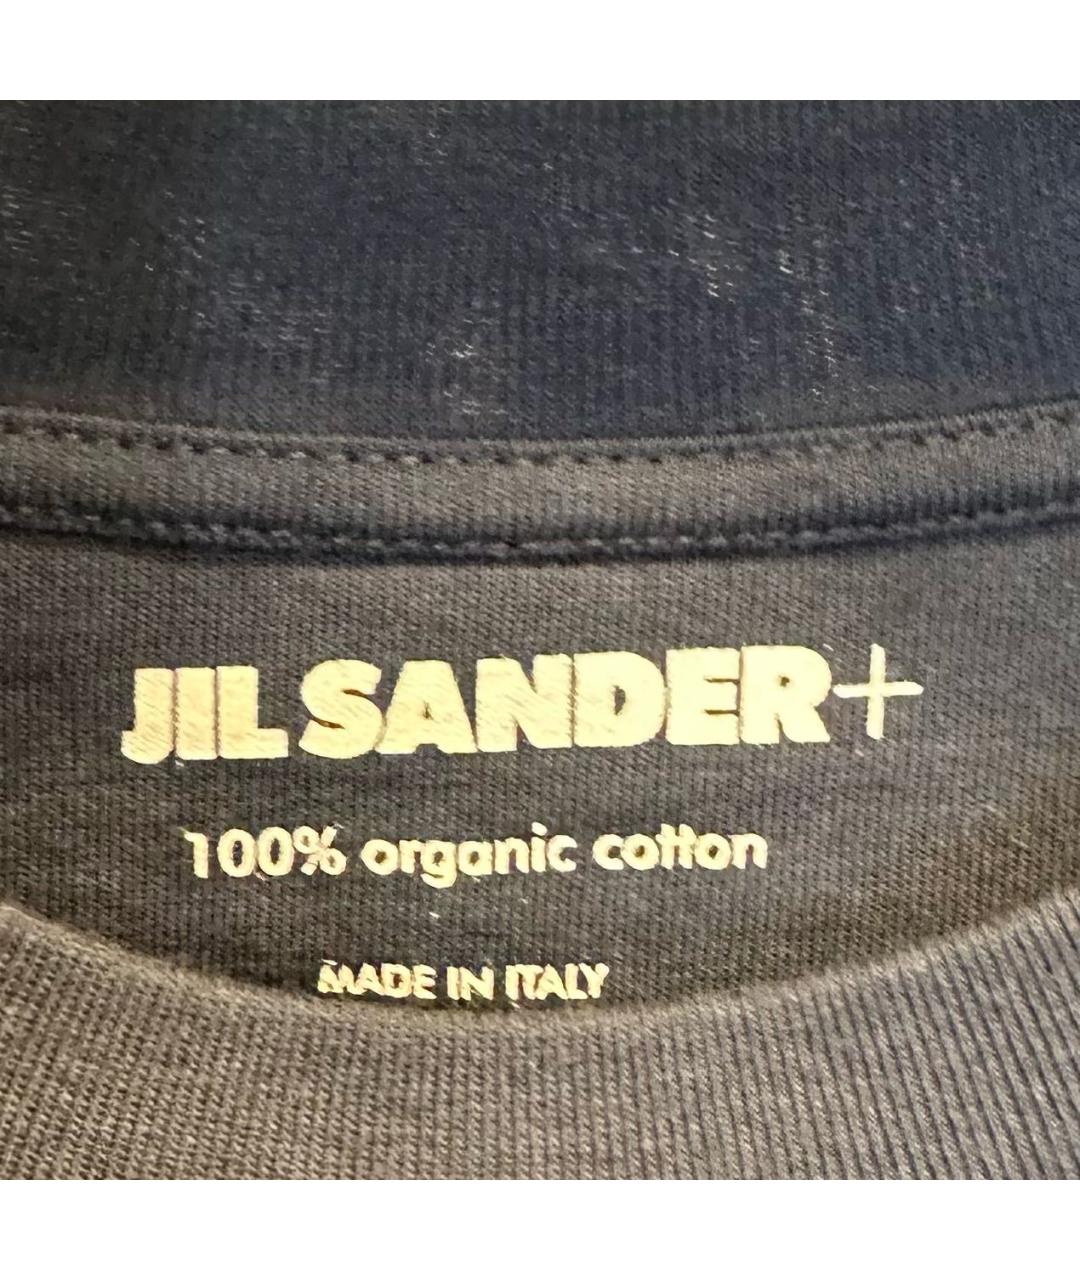 JIL SANDER+
100% organic cotton
MADE IN ITALY